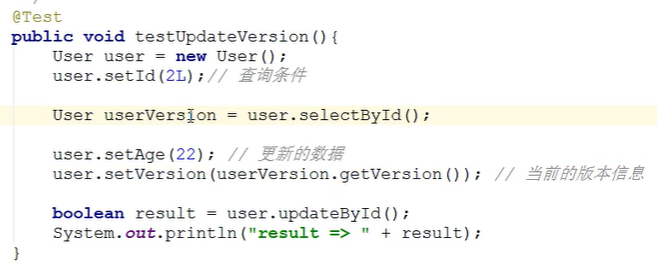 @Test
public void testUpdateVersion(){
User user = new User();
user.setId(2L);// 查询条件
User userVersion = user.selectById();
user.setAge(22); // 更新的数据
user.setVersion(userVersion.getVersion()); // 当前的版本信息
boolean result = user.updateById();
System.out.println("result => " + result);
}